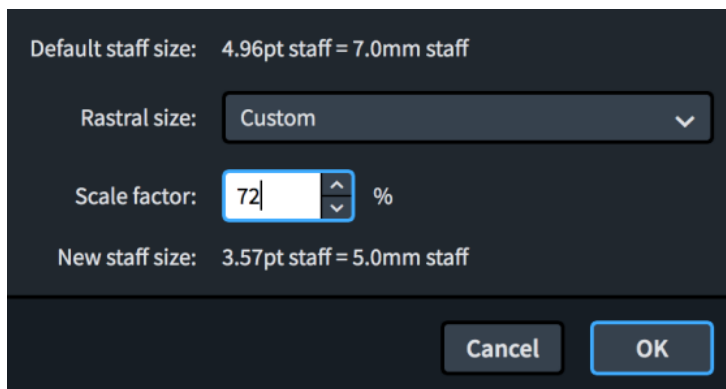 Default staff size: 4.96pt staff = 7.0mm staff
Rastral size: Custom
Scale factor: 72 %
New staff size: 3.57pt staff = 5.0mm staff
Cancel OK